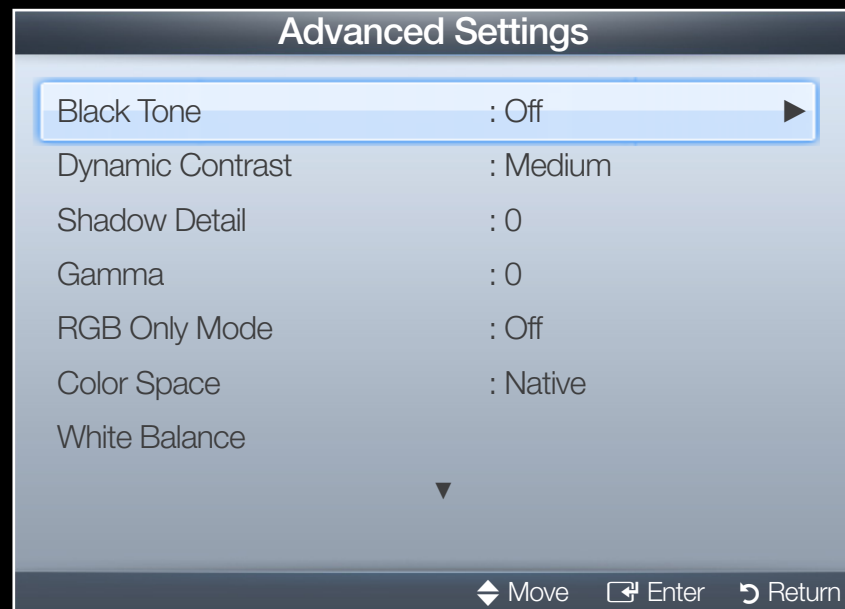 Advanced Settings
Black Tone : Off ▶
Dynamic Contrast : Medium
Shadow Detail : 0
Gamma : 0
RGB Only Mode : Off
Color Space : Native
White Balance
▼
Move Enter Return